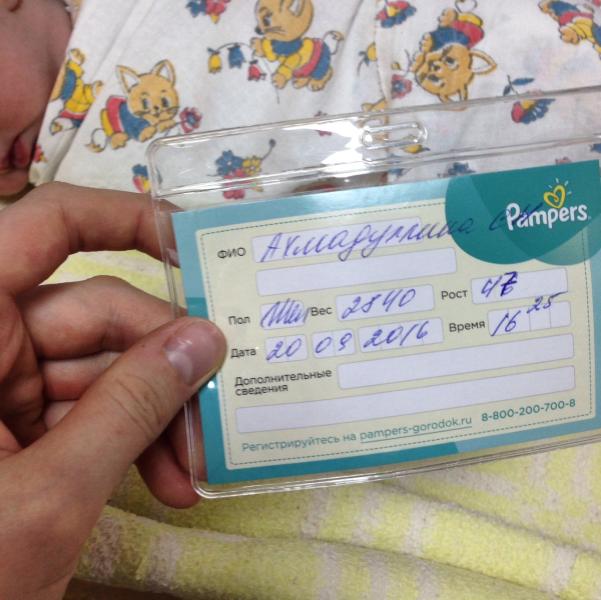 Pampers
ФИО Ахмадуллина
Пол Жен Вес 2840 Рост 47
Дата 20 09 2016 Время 16 25
Дополнительные
сведения
Регистрируйтесь на pampers-gorodok.ru 8-800-200-700-8